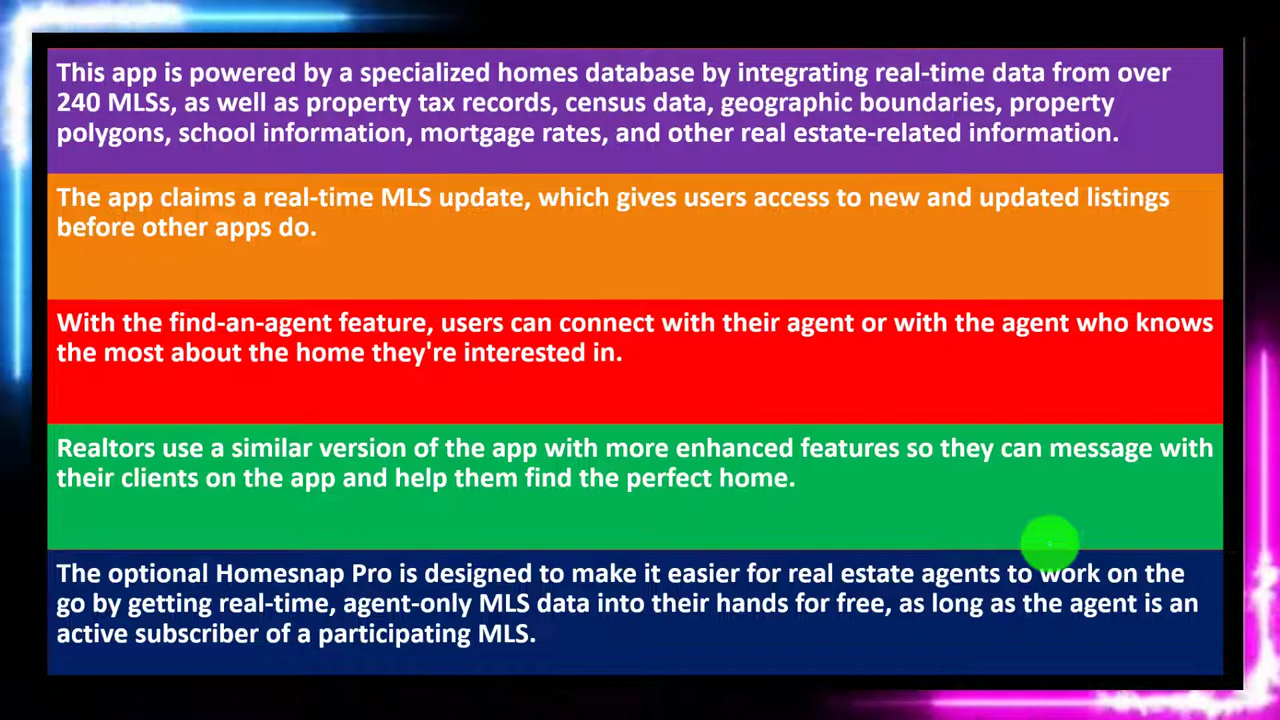 This app is powered by a specialized homes database by integrating real-time data from over
240 MLSs, as well as property tax records, census data, geographic boundaries, property
polygons, school information, mortgage rates, and other real estate-related information.
The app claims a real-time MLS update, which gives users access to new and updated listings
before other apps do.
With the find-an-agent feature, users can connect with their agent or with the agent who knows
the most about the home they're interested in.
Realtors use a similar version of the app with more enhanced features so they can message with
their clients on the app and help them find the perfect home.
The optional Homesnap Pro is designed to make it easier for real estate agents to work on the
go by getting real-time, agent-only MLS data into their hands for free, as long as the agent is an
active subscriber of a participating MLS.